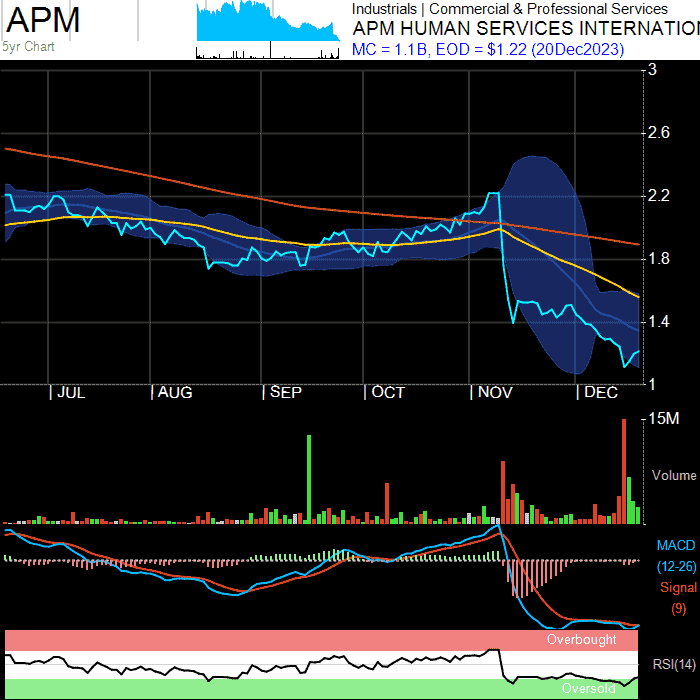 APM
5yr Chart
Industrials | Commercial & Professional Services
APM HUMAN SERVICES INTERNATIO
MC = 1.1B, EOD = $1.22 (20Dec2023)
3
2.6
2.2
1.8
1.4
1
| JUL | AUG | SEP | OCT | NOV | DEC
15M
Volume
MACD
(12-26)
Signal
(9)
Overbought
RSI(14)
Oversold